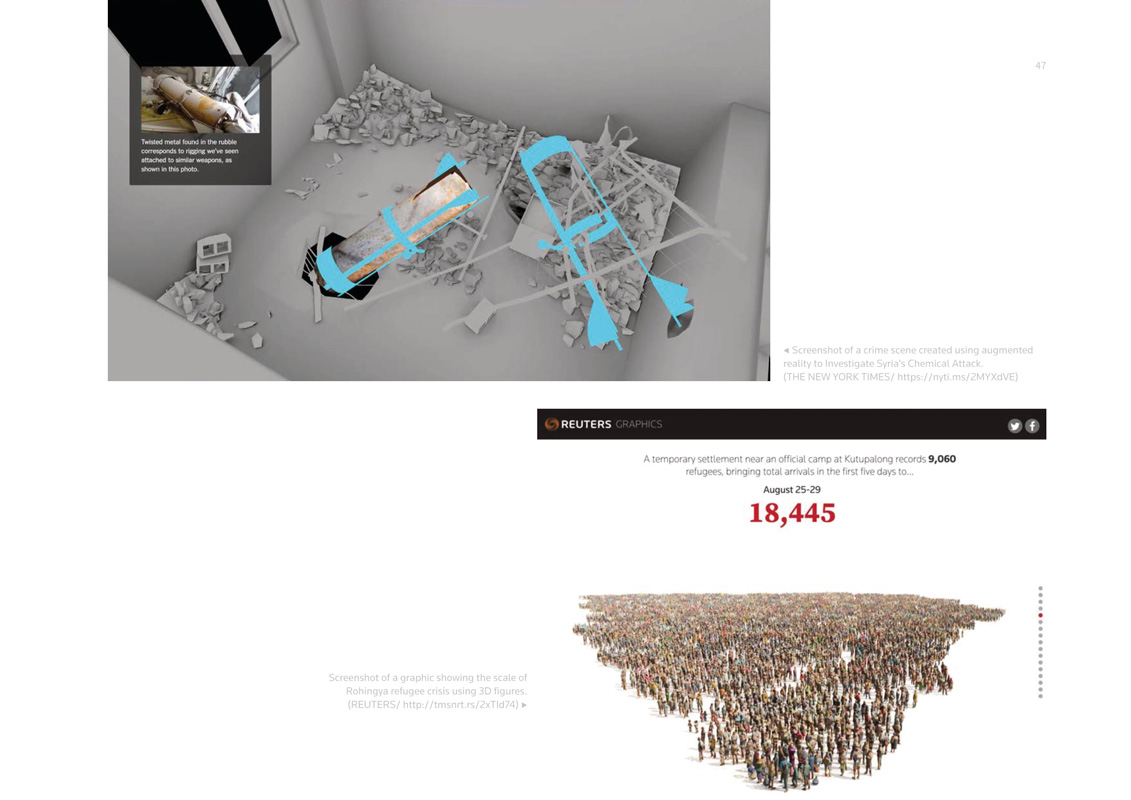 47
Twisted metal found in the rubble
corresponds to rigging we've seen
attached to similar weapons, as
shown in this photo.
◂ Screenshot of a crime scene created using augmented
reality to Investigate Syria's Chemical Attack.
(THE NEW YORK TIMES/ https://nyti.ms/2MYXdVE)
REUTERS GRAPHICS
A temporary settlement near an official camp at Kutupalong records 9,060
refugees, bringing total arrivals in the first five days to...
August 25-29
18,445
Screenshot of a graphic showing the scale of
Rohingya refugee crisis using 3D figures.
(REUTERS/ http://tmsnrt.rs/2xTId74) ▸